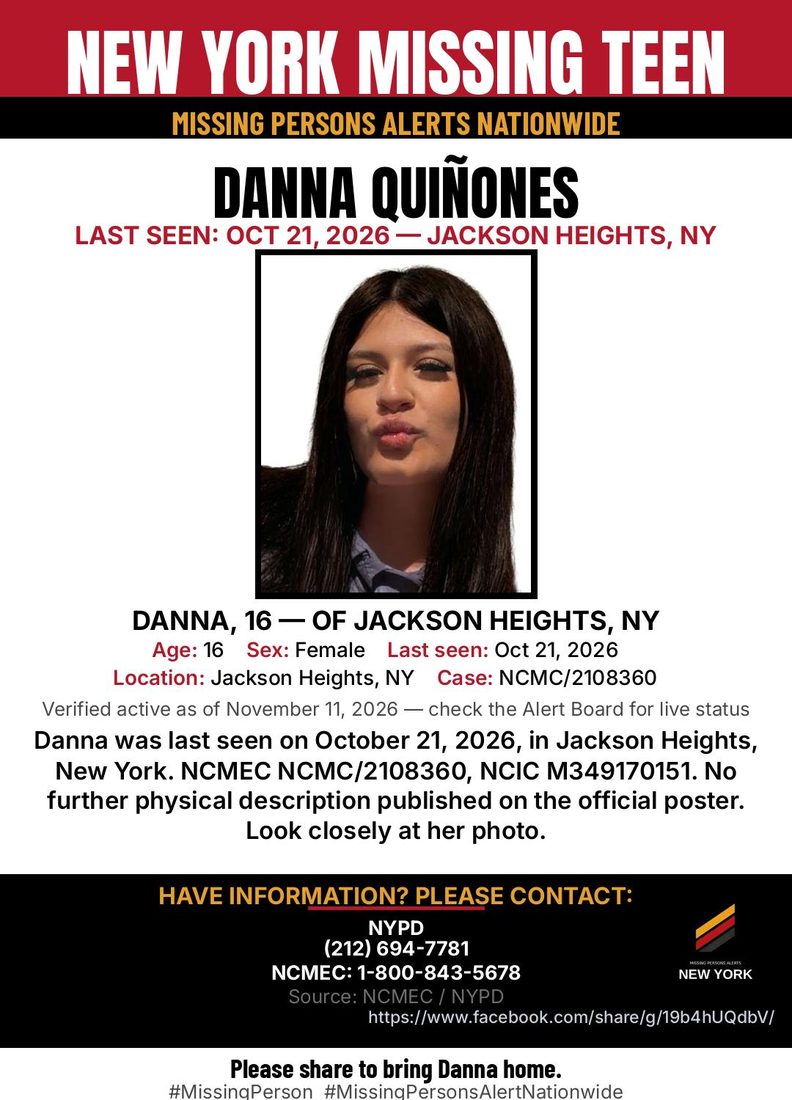 NEW YORK MISSING TEEN
MISSING PERSONS ALERTS NATIONWIDE
DANNA QUIÑONES
LAST SEEN: OCT 21, 2026 — JACKSON HEIGHTS, NY
DANNA, 16 — OF JACKSON HEIGHTS, NY
Age: 16 Sex: Female Last seen: Oct 21, 2026
Location: Jackson Heights, NY Case: NCMC/2108360
Verified active as of November 11, 2026 — check the Alert Board for live status
Danna was last seen on October 21, 2026, in Jackson Heights,
New York. NCMEC NCMC/2108360, NCIC M349170151. No
further physical description published on the official poster.
Look closely at her photo.
HAVE INFORMATION? PLEASE CONTACT:
NYPD
(212) 694-7781
NCMEC: 1-800-843-5678
Source: NCMEC / NYPD
MISSING PERSONS ALERTS
NEW YORK
https://www.facebook.com/share/g/19b4hUQdbV/
Please share to bring Danna home.
#MissingPerson #MissingPersonsAlertNationwide